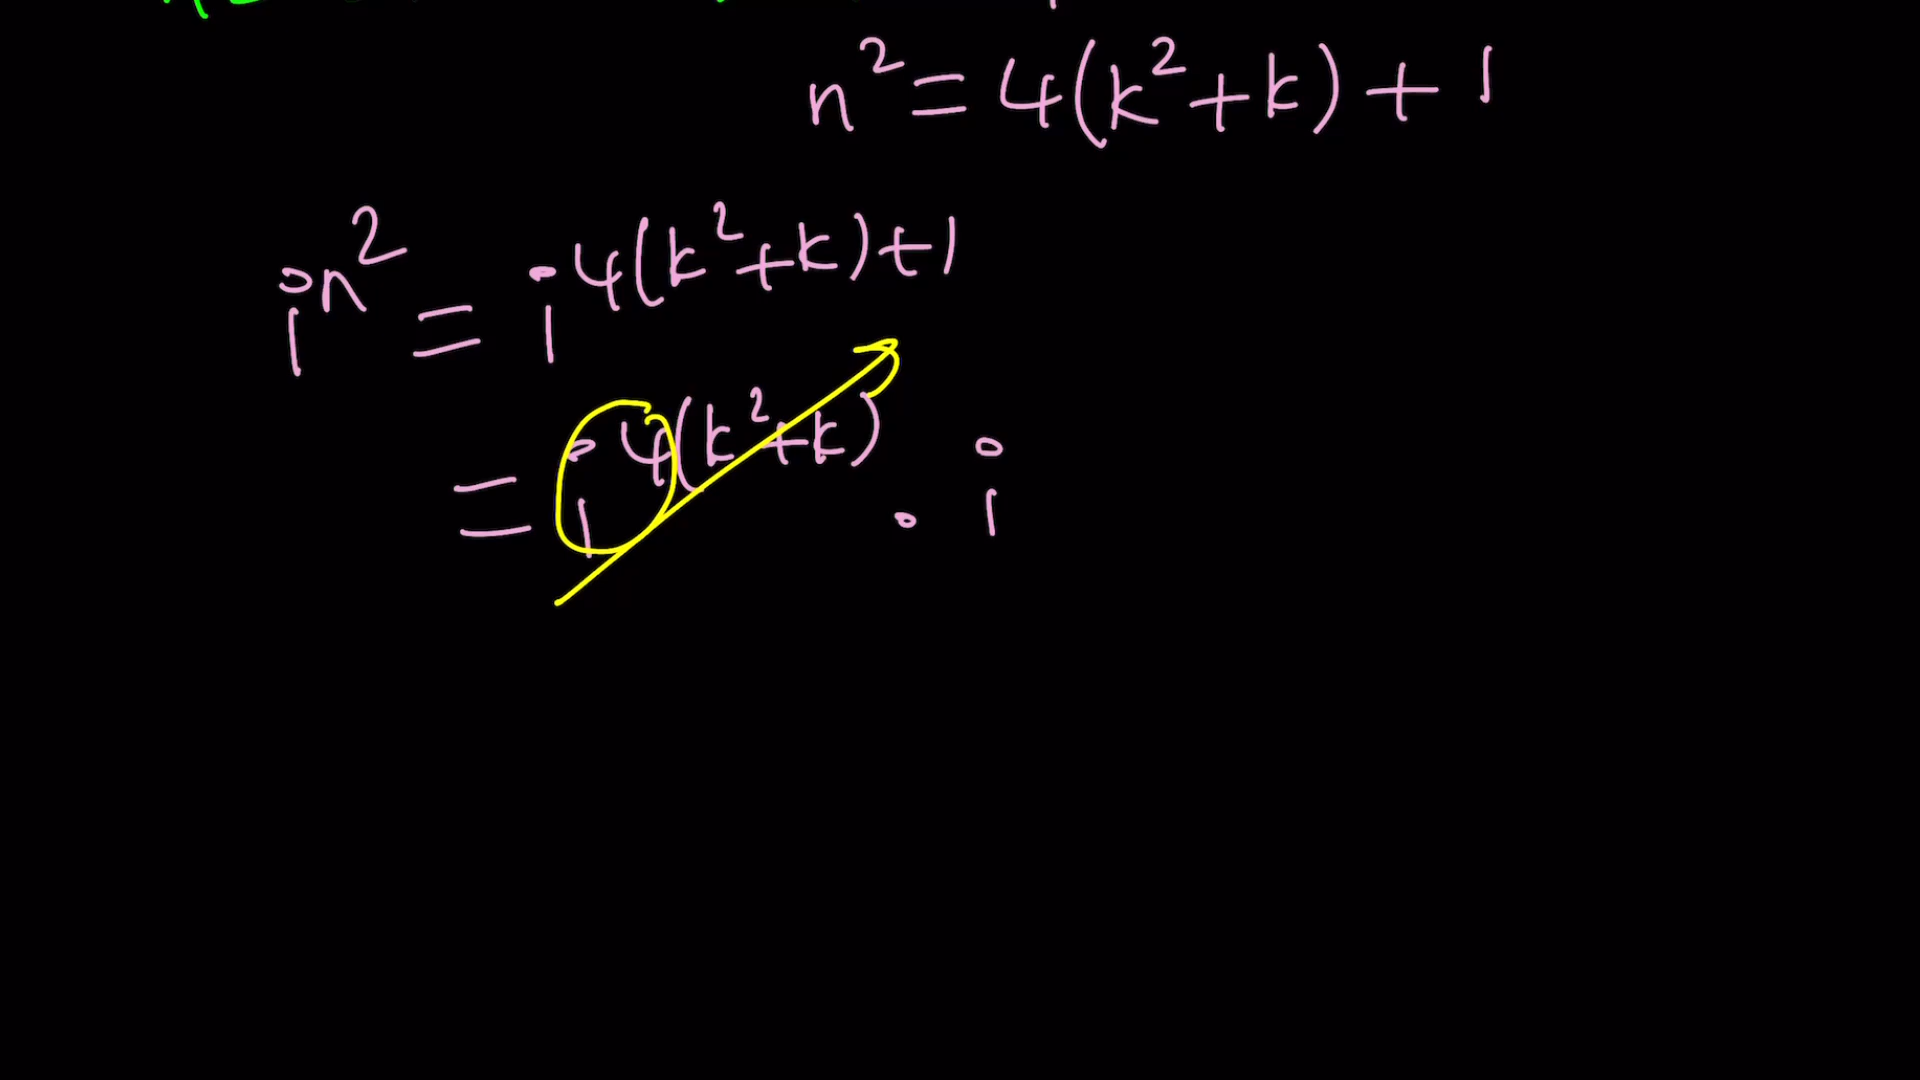 n² = 4(k²+k) + 1
i^n² = i^4(k²+k)+1
= i^4(k²+k) · i